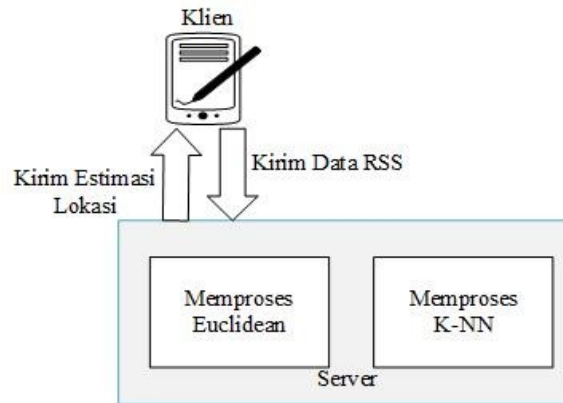 Klien
Kirim Estimasi
Lokasi
Kirim Data RSS
Memproses
Euclidean
Memproses
K-NN
Server